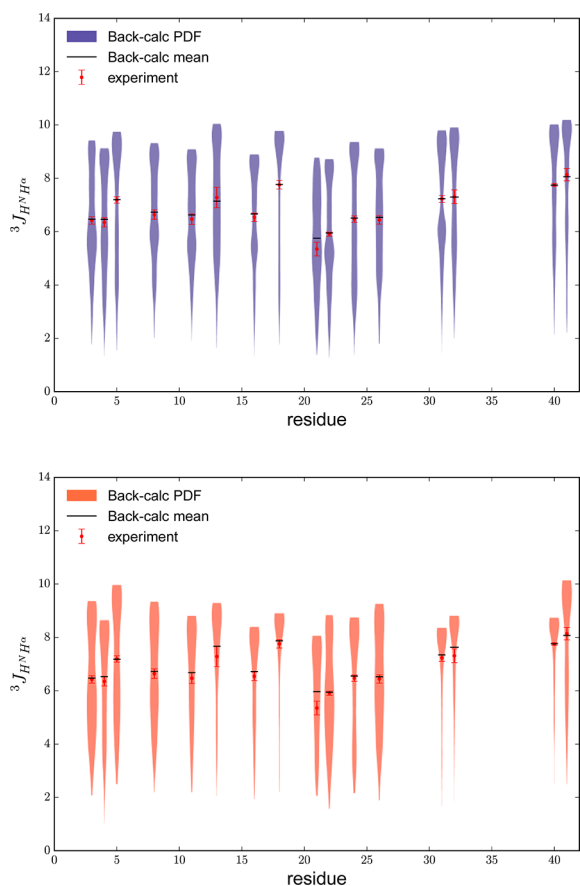 14
12
10
8
6
4
2
0
³J_{H^N H^α}
Back-calc PDF
Back-calc mean
experiment
0 5 10 15 20 25 30 35 40
residue
14
12
10
8
6
4
2
0
³J_{H^N H^α}
Back-calc PDF
Back-calc mean
experiment
0 5 10 15 20 25 30 35 40
residue